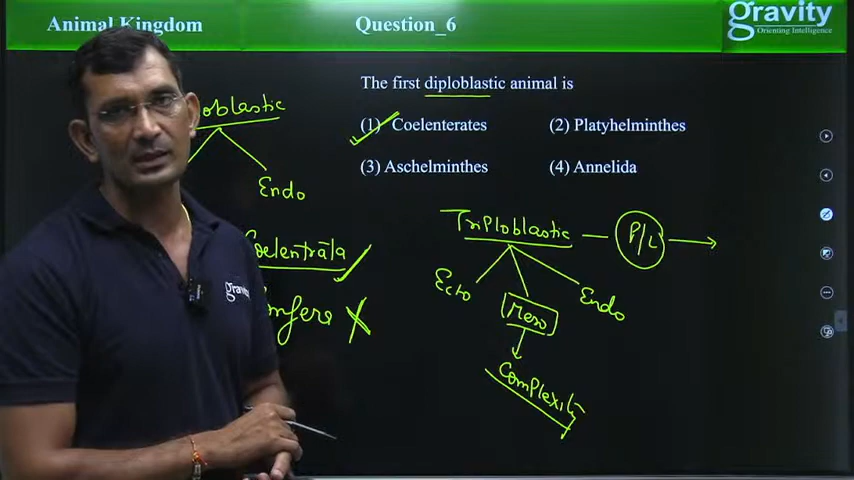 Animal Kingdom
Question_6
gravity
Orienting Intelligence
The first diploblastic animal is
(1) Coelenterates
(2) Platyhelminthes
(3) Aschelminthes
(4) Annelida
oblastic
Endo
Coelentrata
Triploblastic
P/L
Ecto
Meso
Endo
Complexity
gravity